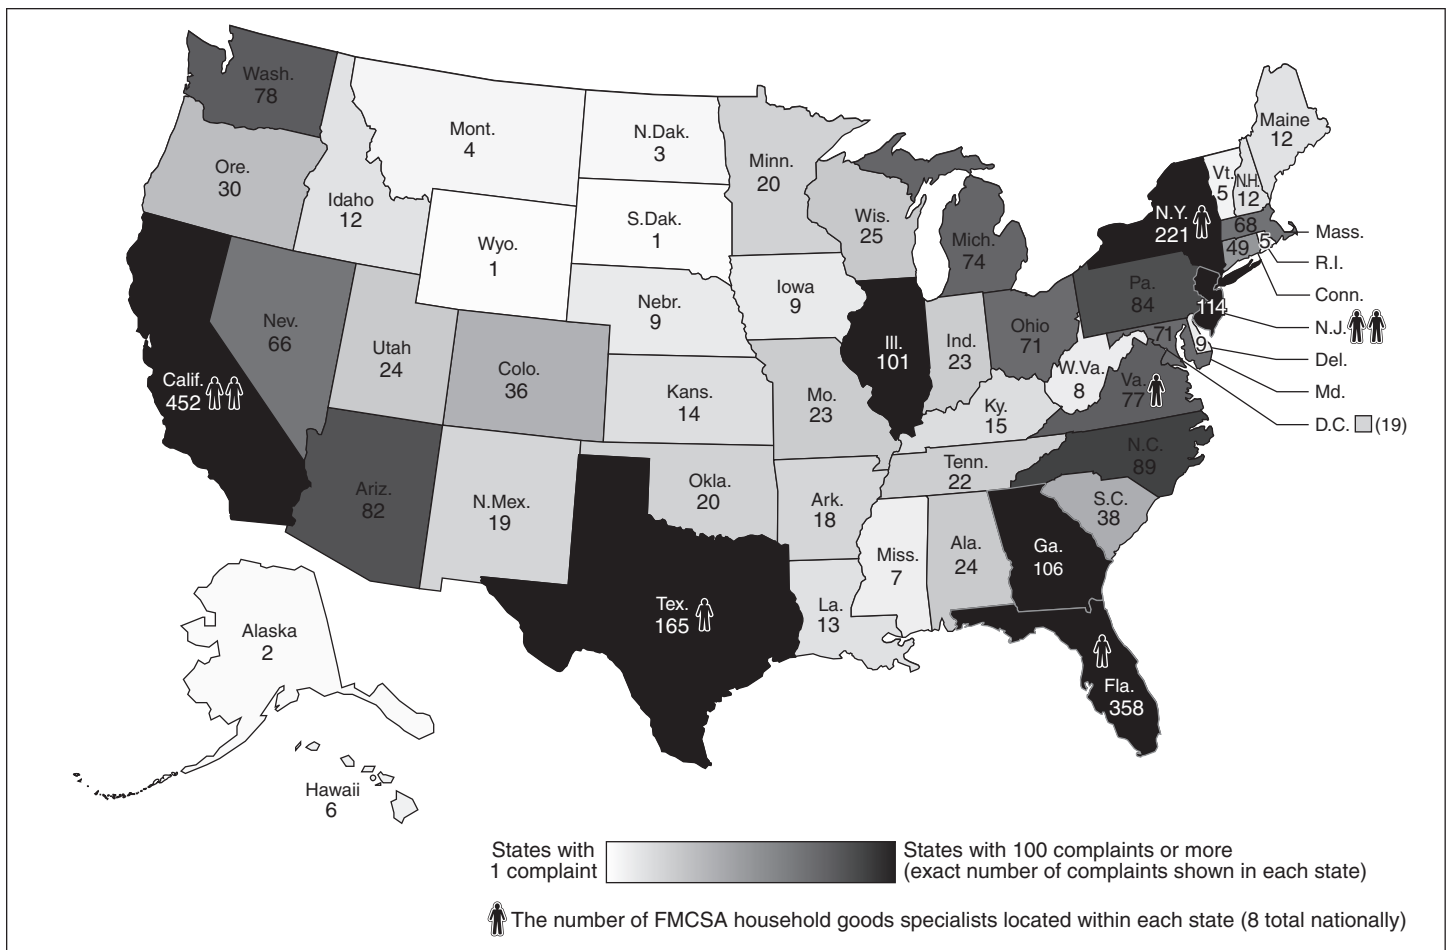 Wash.
78
Ore.
30
Idaho
12
Mont.
4
N.Dak.
3
S.Dak.
1
Wyo.
1
Minn.
20
Wis.
25
Mich.
74
Calif.
452
Nev.
66
Utah
24
Colo.
36
Nebr.
9
Iowa
9
Kans.
14
Mo.
23
Ill.
101
Ind.
23
Ohio
71
Ky.
15
W.Va.
8
Va.
77
Pa.
84
N.Y.
221
Vt.
5
N.H.
12
Maine
12
68
Mass.
5
R.I.
49
Conn.
114
N.J.
9
Del.
71
Md.
D.C. (19)
N.C.
89
S.C.
38
Tenn.
22
Ariz.
82
N.Mex.
19
Okla.
20
Ark.
18
Tex.
165
La.
13
Miss.
7
Ala.
24
Ga.
106
Fla.
358
Alaska
2
Hawaii
6
States with
1 complaint
States with 100 complaints or more
(exact number of complaints shown in each state)
The number of FMCSA household goods specialists located within each state (8 total nationally)